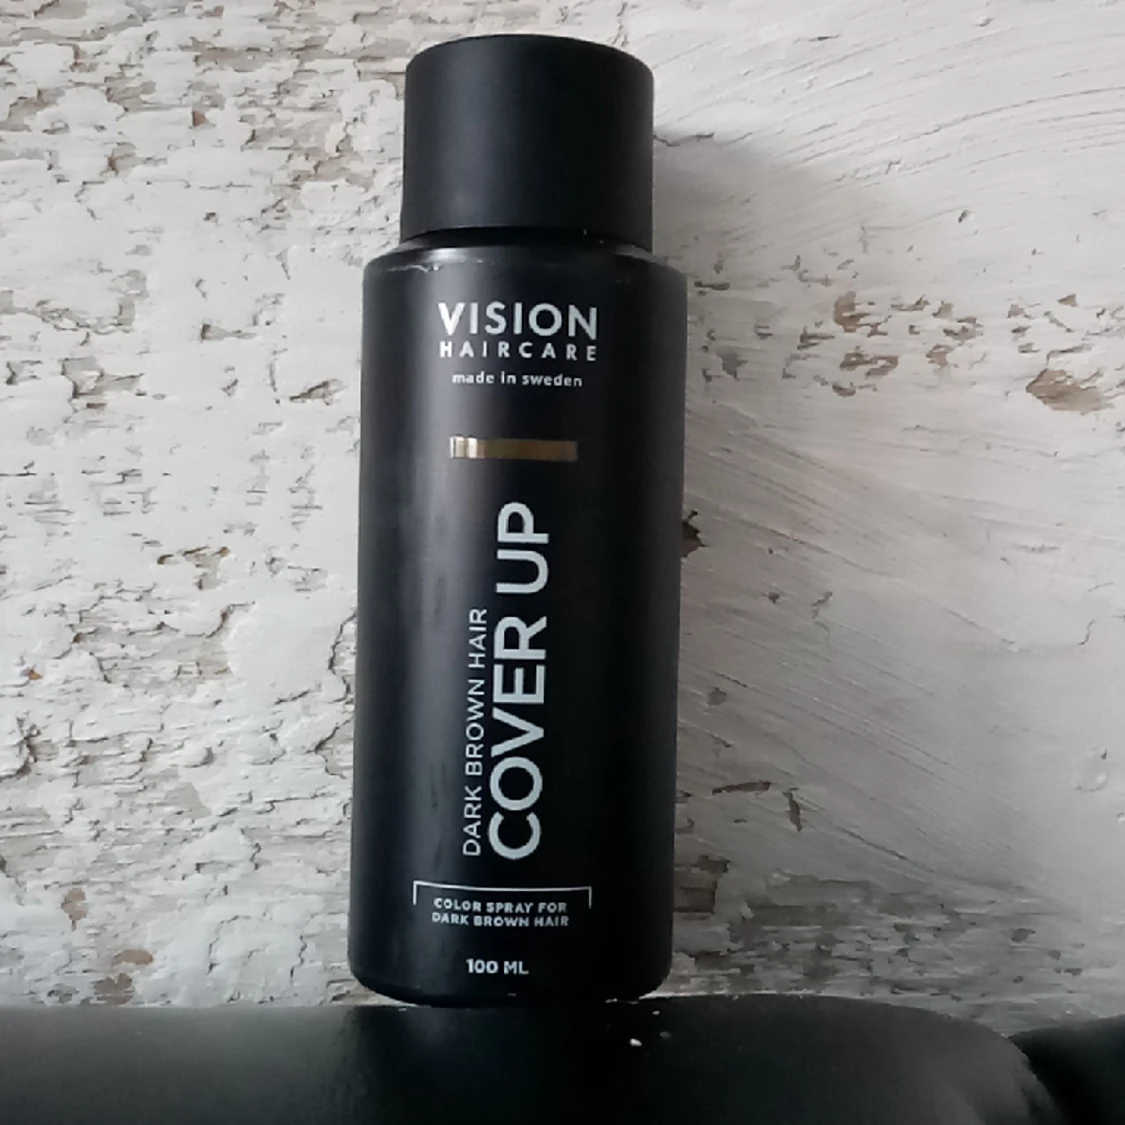 VISION
HAIRCARE
made in sweden
DARK BROWN HAIR
COVER UP
COLOR SPRAY FOR
DARK BROWN HAIR
100 ML